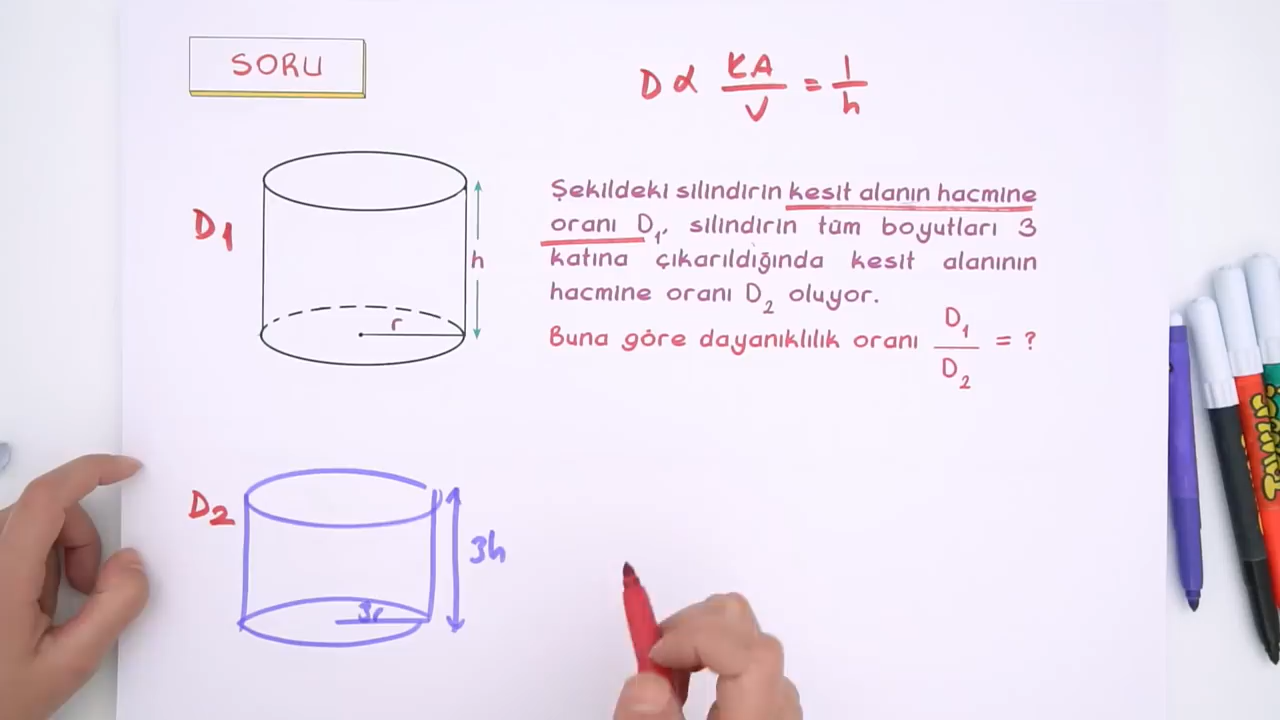 SORU
D α KA/V = 1/h
D1
h
r
Şekildeki silindirin kesit alanın hacmine
oranı D1, silindirin tüm boyutları 3
katına çıkarıldığında kesit alanının
hacmine oranı D2 oluyor.
Buna göre dayanıklılık oranı D1/D2 = ?
D2
3h
3r